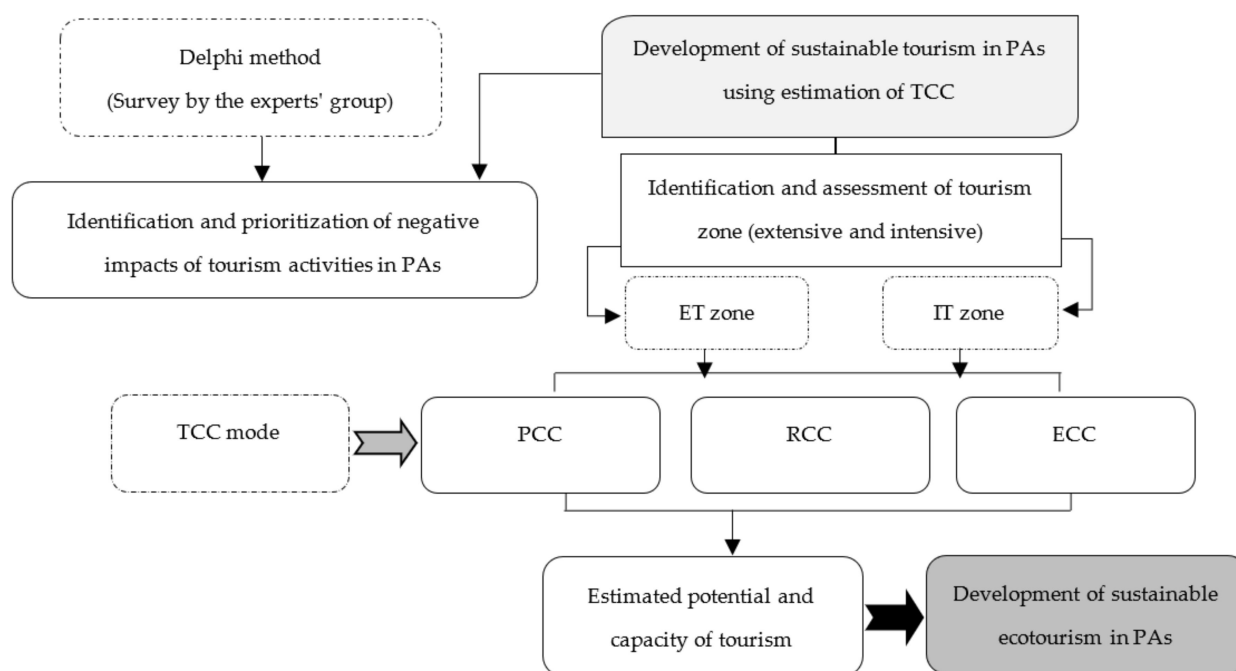 Delphi method
(Survey by the experts' group)
Development of sustainable tourism in PAs
using estimation of TCC
Identification and prioritization of negative
impacts of tourism activities in PAs
Identification and assessment of tourism
zone (extensive and intensive)
ET zone
IT zone
TCC mode
PCC
RCC
ECC
Estimated potential and
capacity of tourism
Development of sustainable
ecotourism in PAs